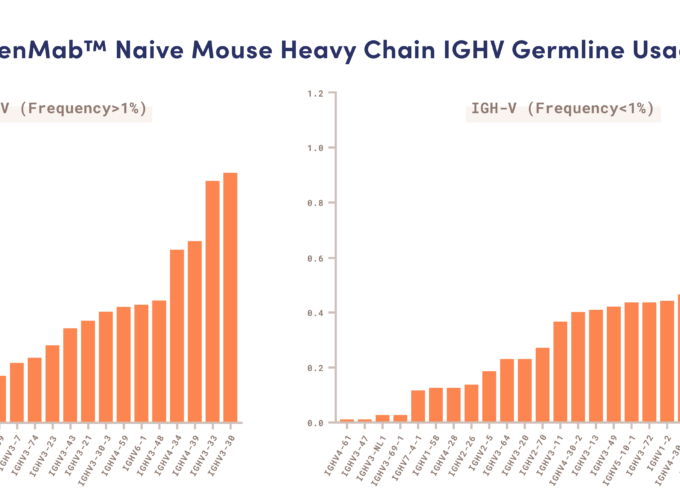 enMab™ Naive Mouse Heavy Chain IGHV Germline Usa
V (Frequency>1%)
IGHV3-7
IGHV3-74
IGHV3-23
IGHV3-43
IGHV3-21
IGHV3-30-3
IGHV4-59
IGHV6-1
IGHV3-48
IGHV4-34
IGHV4-39
IGHV3-33
IGHV3-30
IGH-V (Frequency<1%)
1.2
1.0
0.8
0.6
0.4
0.2
0.0
IGHV4-61
IGHV3-47
IGHV3-NL1
IGHV3-69-1
IGHV7-4-1
IGHV1-58
IGHV4-28
IGHV2-26
IGHV2-5
IGHV3-64
IGHV3-20
IGHV2-70
IGHV3-11
IGHV4-30-2
IGHV3-13
IGHV3-49
IGHV5-10-1
IGHV3-72
IGHV1-2
IGHV4-30